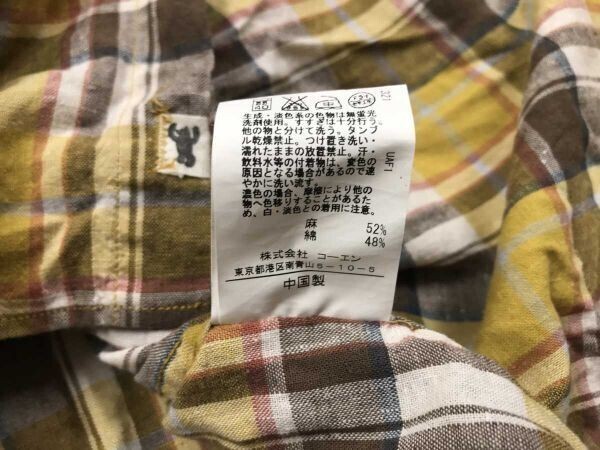 321
UAF I
生成・淡色系の色物は無蛍光
洗剤使用。すすぎは十分行う。
他の物と分けて洗う。タンブ
ル乾燥禁止。つけ置き洗い・
濡れたままの放置禁止。汗・
飲料水等の付着物は、変色の
原因となる場合があるので速
やかに洗い流す。
濃色の場合、摩擦により他の
物へ色移りすることがあるた
め、白・淡色との着用に注意。
麻 52%
綿 48%
株式会社 コーエン
東京都港区南青山5-10-5
中国製